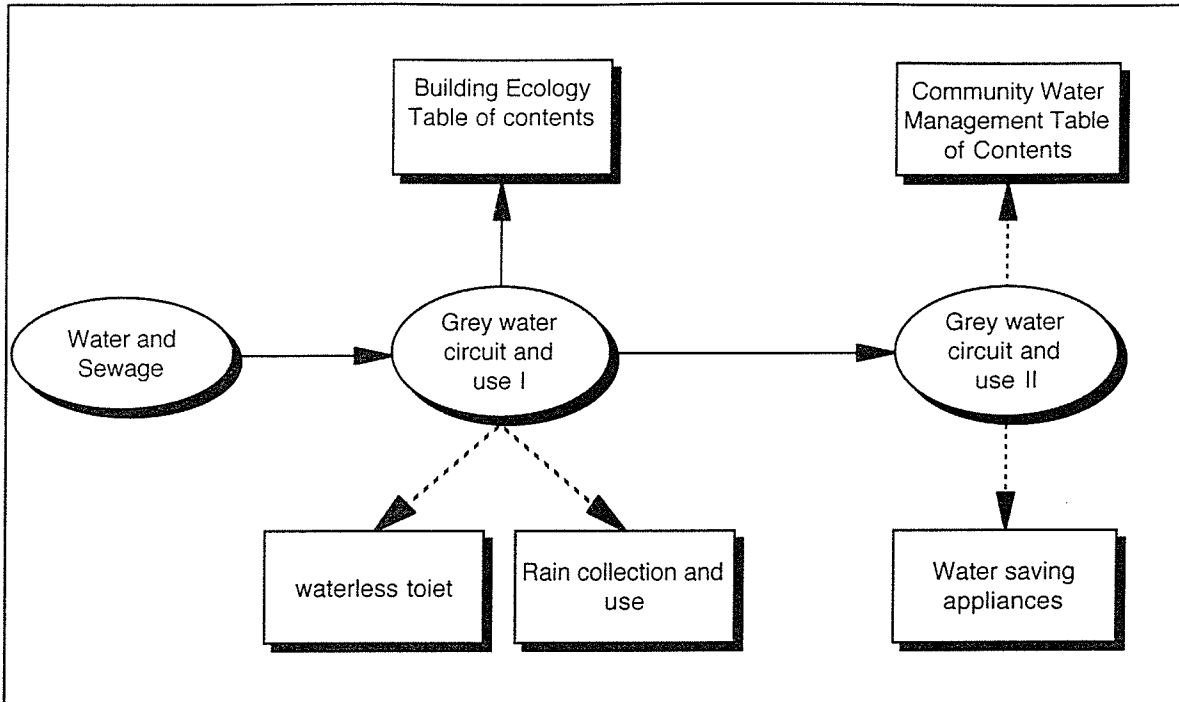 Building Ecology
Table of contents
Community Water
Management Table
of Contents
Water and
Sewage
Grey water
circuit and
use I
Grey water
circuit and
use II
waterless toiet
Rain collection and
use
Water saving
appliances